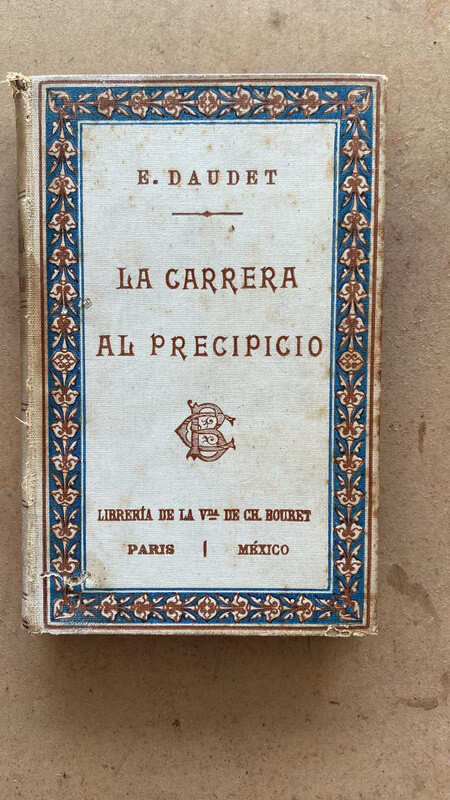 E. DAUDET
LA CARRERA
AL PRECIPICIO
LIBRERÍA DE LA Vda DE CH. BOURET
PARIS | MÉXICO